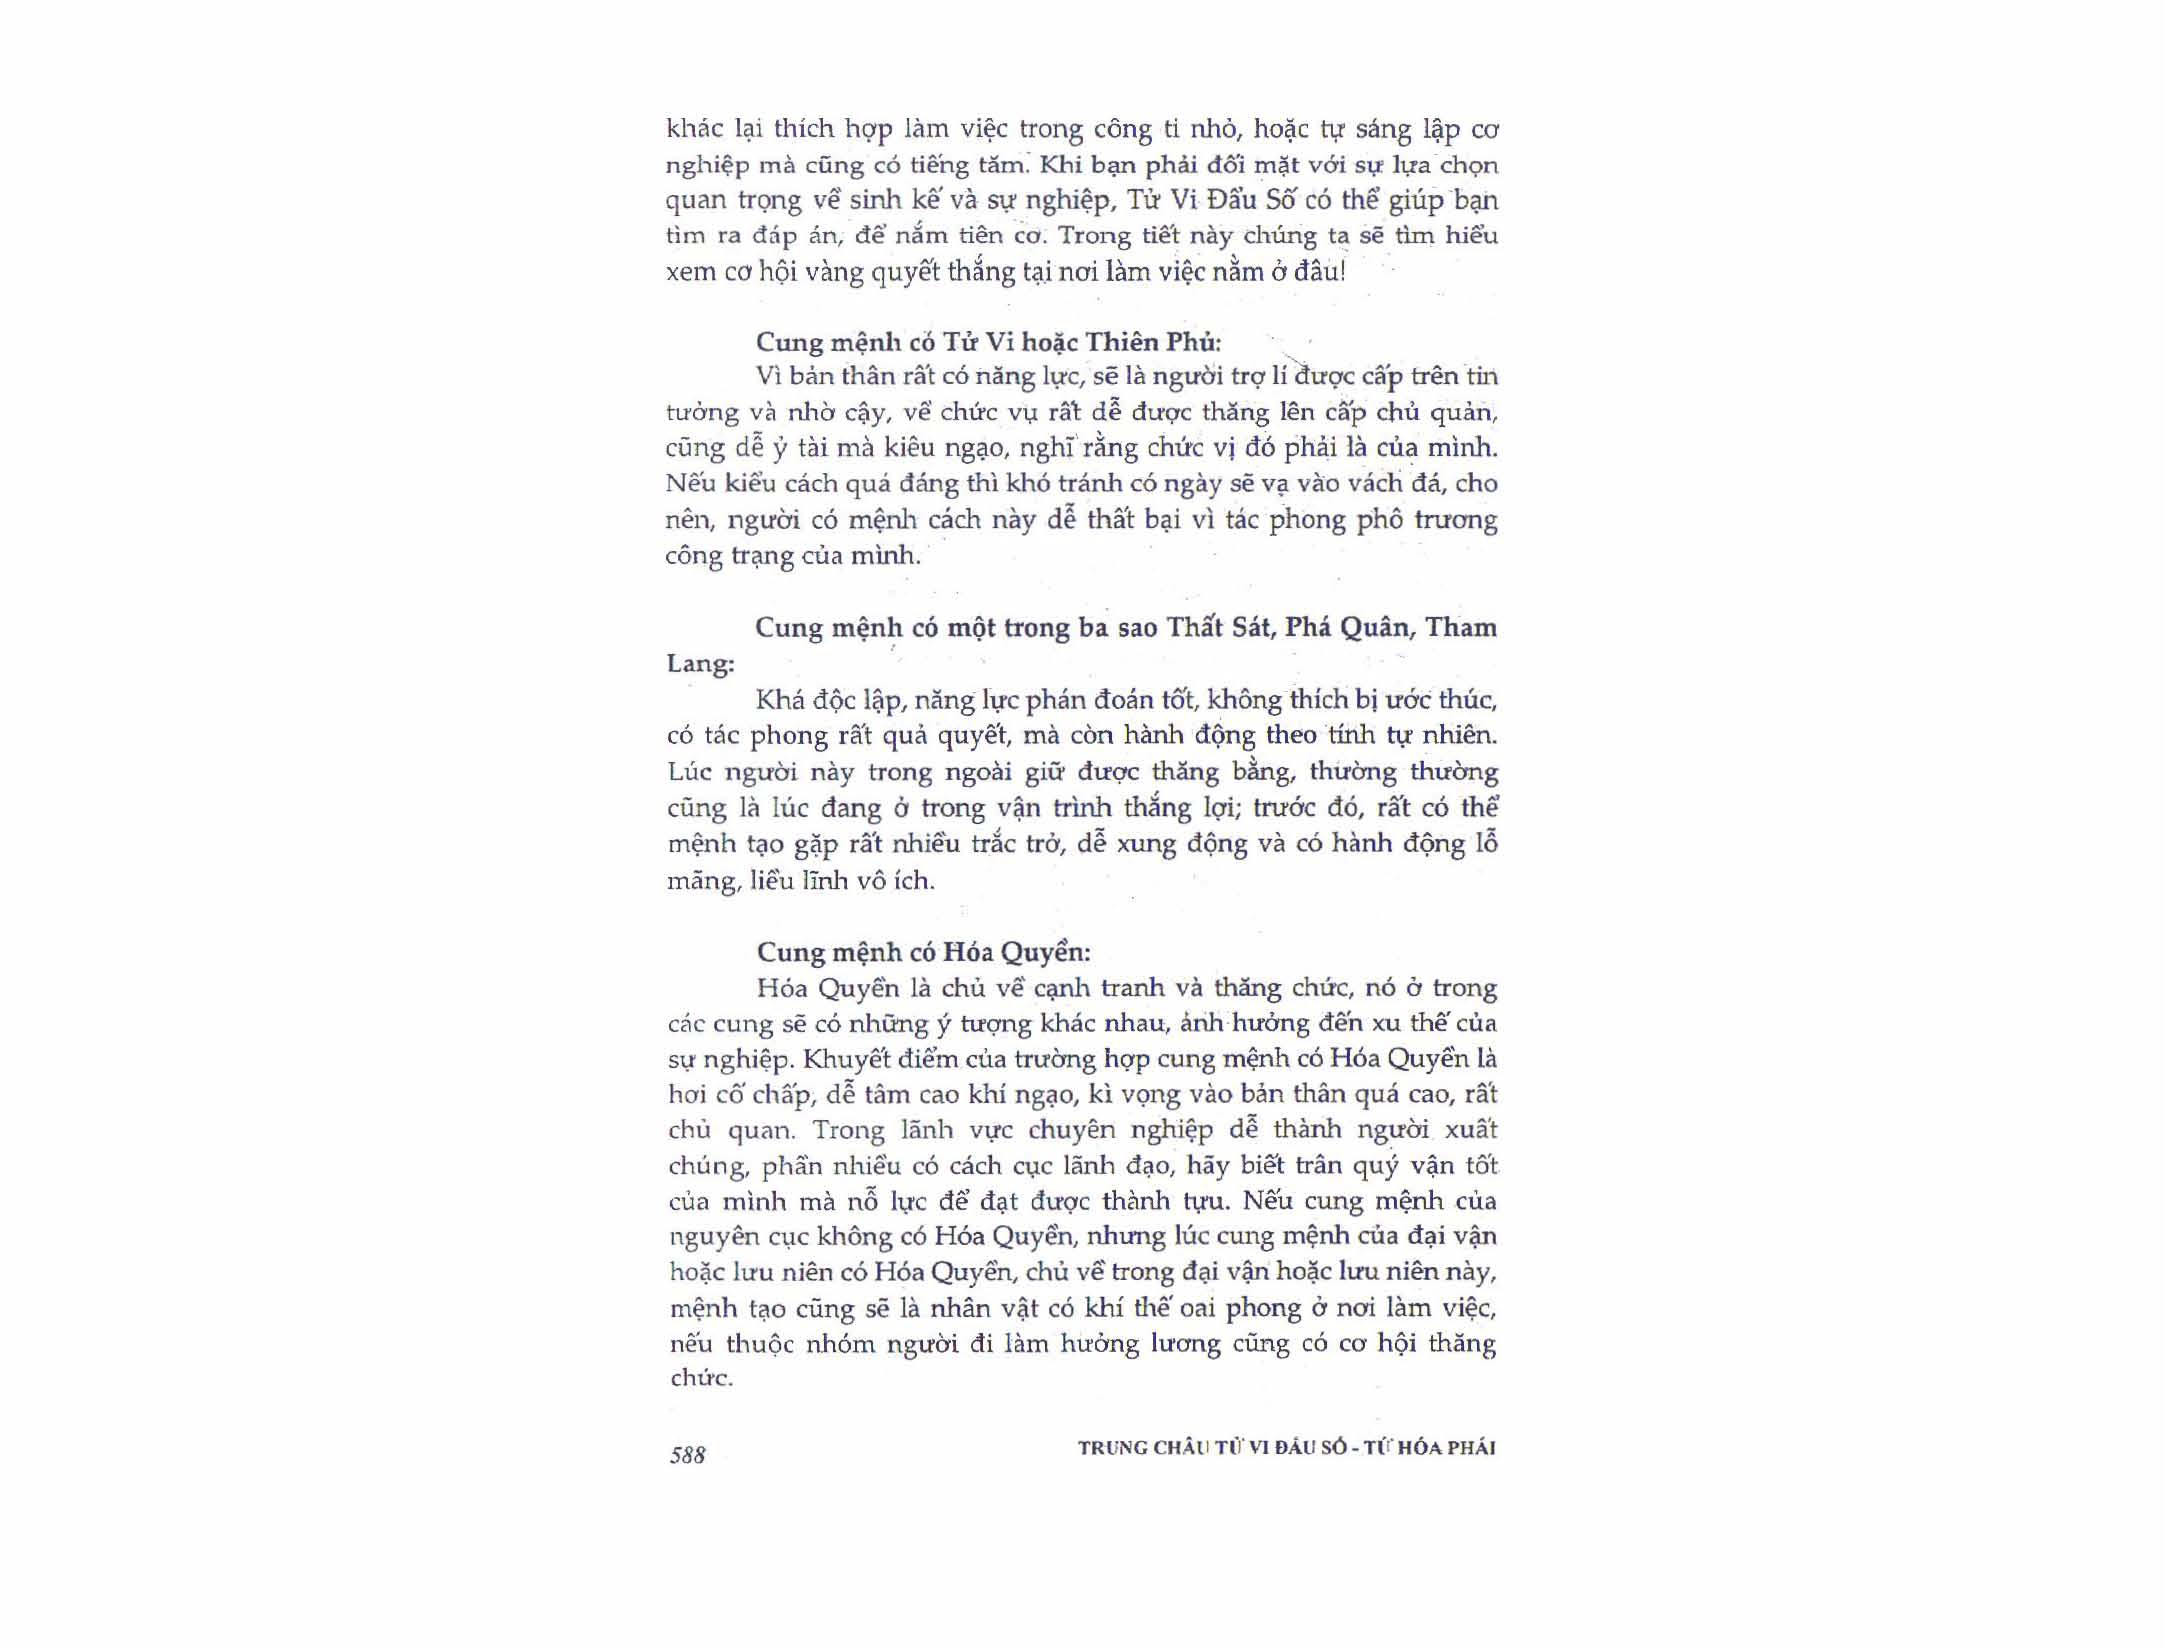 khác lại thích hợp làm việc trong công ti nhỏ, hoặc tự sáng lập cơ
nghiệp mà cũng có tiếng tăm. Khi bạn phải đối mặt với sự lựa chọn
quan trọng về sinh kế và sự nghiệp, Tử Vi Đẩu Số có thể giúp bạn
tìm ra đáp án, để nắm tiên cơ. Trong tiết này chúng ta sẽ tìm hiểu
xem cơ hội vàng quyết thắng tại nơi làm việc nằm ở đâu!
Cung mệnh có Tử Vi hoặc Thiên Phủ:
Vì bản thân rất có năng lực, sẽ là người trợ lí được cấp trên tin
tưởng và nhờ cậy, về chức vụ rất dễ được thăng lên cấp chủ quản,
cũng dễ ỷ tài mà kiêu ngạo, nghĩ rằng chức vị đó phải là của mình.
Nếu kiểu cách quá đáng thì khó tránh có ngày sẽ vạ vào vách đá, cho
nên, người có mệnh cách này dễ thất bại vì tác phong phô trương
công trạng của mình.
Cung mệnh có một trong ba sao Thất Sát, Phá Quân, Tham
Lang:
Khá độc lập, năng lực phán đoán tốt, không thích bị ước thúc,
có tác phong rất quả quyết, mà còn hành động theo tính tự nhiên.
Lúc người này trong ngoài giữ được thăng bằng, thường thường
cũng là lúc đang ở trong vận trình thắng lợi; trước đó, rất có thể
mệnh tạo gặp rất nhiều trắc trở, dễ xung động và có hành động lỗ
mãng, liều lĩnh vô ích.
Cung mệnh có Hóa Quyền:
Hóa Quyền là chủ về cạnh tranh và thăng chức, nó ở trong
các cung sẽ có những ý tượng khác nhau, ảnh hưởng đến xu thế của
sự nghiệp. Khuyết điểm của trường hợp cung mệnh có Hóa Quyền là
hơi cố chấp, dễ tâm cao khí ngạo, kì vọng vào bản thân quá cao, rất
chủ quan. Trong lãnh vực chuyên nghiệp dễ thành người xuất
chúng, phần nhiều có cách cục lãnh đạo, hãy biết trân quý vận tốt
của mình mà nỗ lực để đạt được thành tựu. Nếu cung mệnh của
nguyên cục không có Hóa Quyền, nhưng lúc cung mệnh của đại vận
hoặc lưu niên có Hóa Quyền, chủ về trong đại vận hoặc lưu niên này,
mệnh tạo cũng sẽ là nhân vật có khí thế oai phong ở nơi làm việc,
nếu thuộc nhóm người đi làm hưởng lương cũng có cơ hội thăng
chức.
588 TRUNG CHÂU TỬ VI ĐẨU SỐ - TỨ HÓA PHÁI